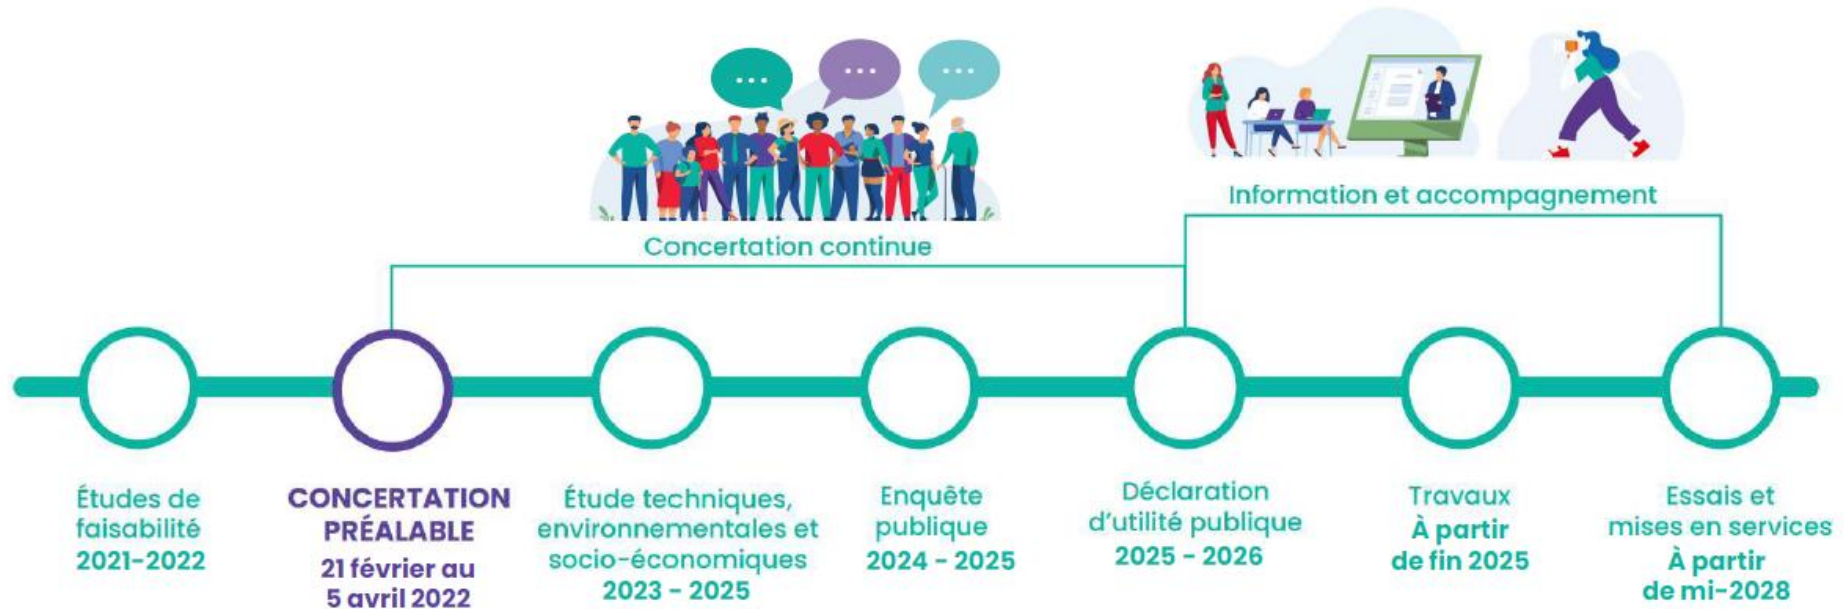 Information et accompagnement
Concertation continue
Études de
faisabilité
2021-2022
CONCERTATION
PRÉALABLE
21 février au
5 avril 2022
Étude techniques,
environnementales et
socio-économiques
2023 - 2025
Enquête
publique
2024 - 2025
Déclaration
d'utilité publique
2025 - 2026
Travaux
À partir
de fin 2025
Essais et
mises en services
À partir
de mi-2028